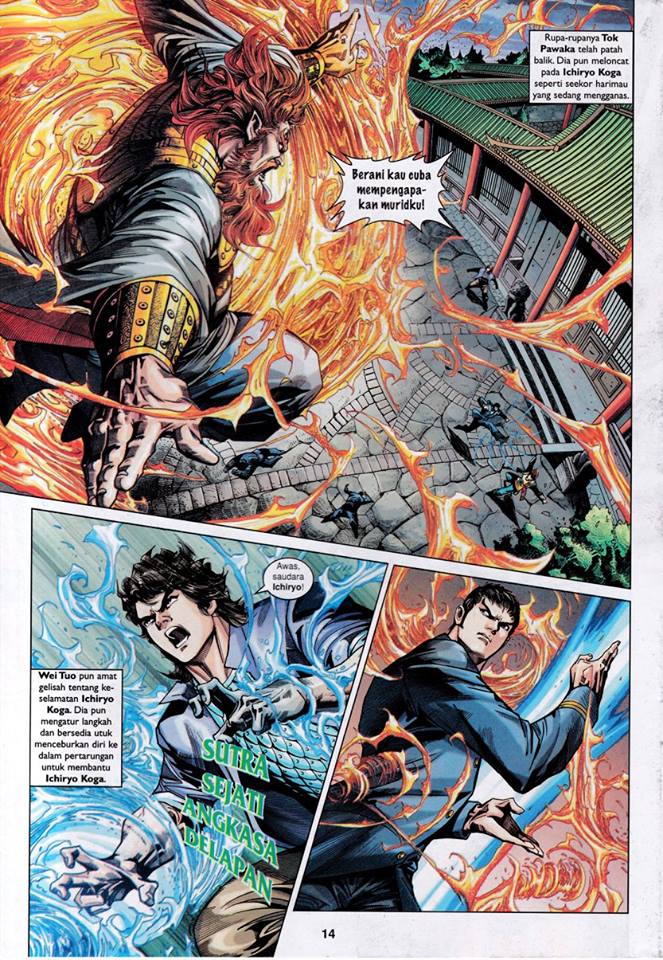 Rupa-rupanya Tok
Pawaka telah patah
balik. Dia pun meloncat
pada Ichiryo Koga
seperti seekor harimau
yang sedang mengganas.
Berani kau cuba
mempengapa-
kan muridku!
Awas,
saudara
Ichiryo!
Wei Tuo pun amat
gelisah tentang ke-
selamatan Ichiryo
Koga. Dia pun
mengatur langkah
dan bersedia utuk
menceburkan diri ke
dalam pertarungan
untuk membantu
Ichiryo Koga.
SUTRA
SEJATI
ANGKASA
DELAPAN
14